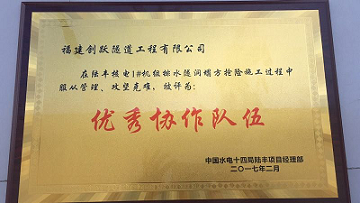 福建创跃隧道工程有限公司
在陆丰核电1#机组排水隧洞塌方抢险施工过程中
服从管理、攻坚克难，被评为：
优秀协作队伍
中国水电十四局陆丰项目经理部
二〇一七年二月